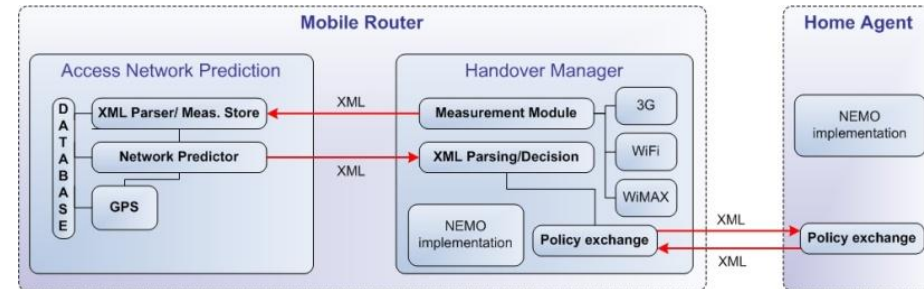 Mobile Router
Home Agent
Access Network Prediction
Handover Manager
DATABASE
XML Parser/ Meas. Store
XML
Measurement Module
3G
Network Predictor
XML
XML Parsing/Decision
WiFi
GPS
WiMAX
NEMO
implementation
Policy exchange
XML
XML
NEMO
implementation
Policy exchange